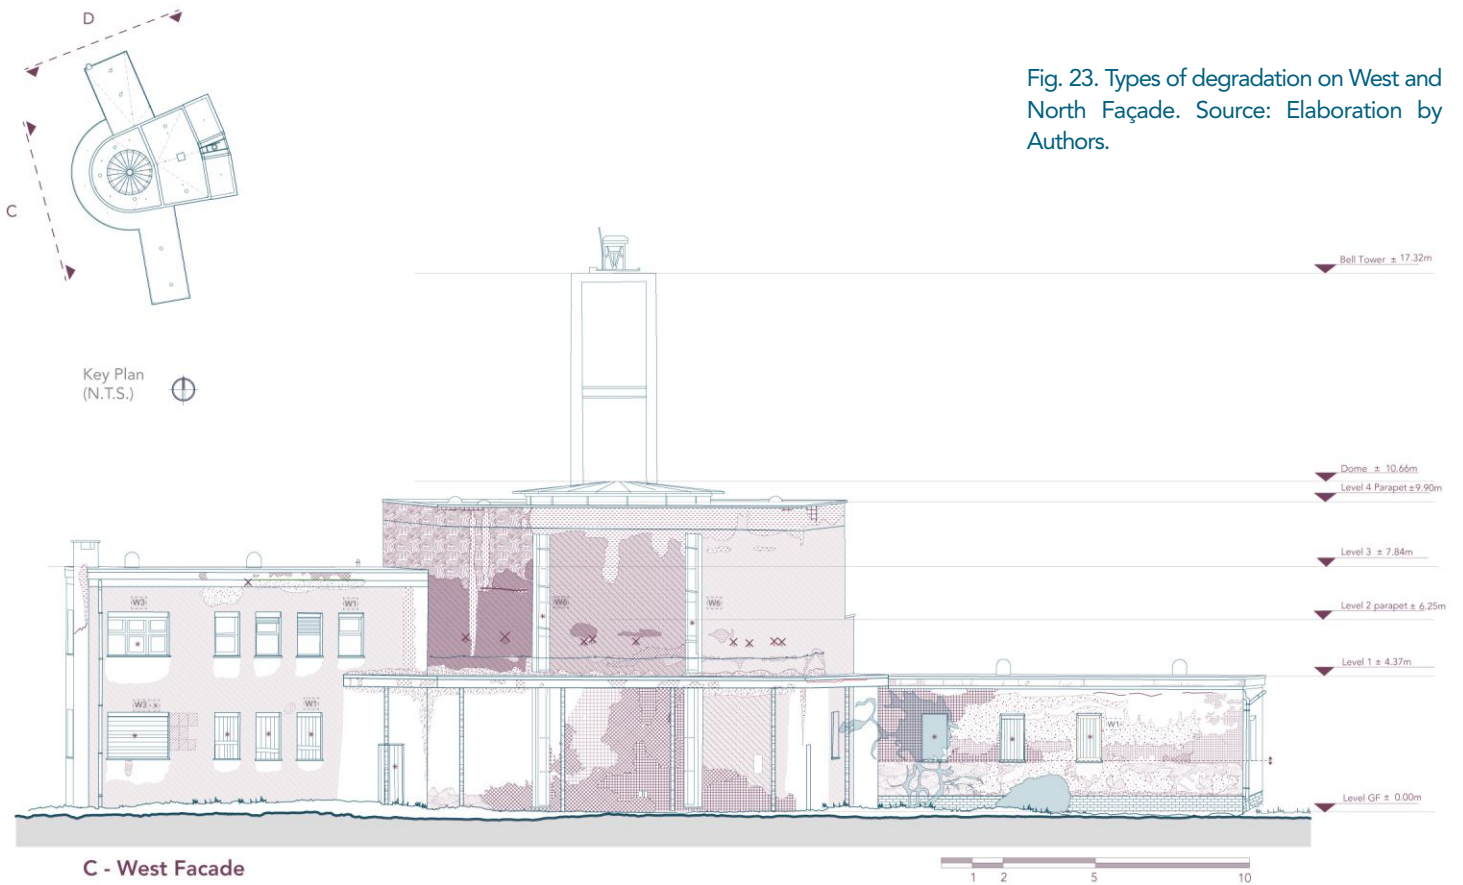 D
C
Fig. 23. Types of degradation on West and
North Façade. Source: Elaboration by
Authors.
Key Plan
(N.T.S.)
Bell Tower ± 17.32m
Dome ± 10.66m
Level 4 Parapet ±9.90m
Level 3 ± 7.84m
Level 2 parapet ± 6.25m
Level 1 ± 4.37m
Level GF ± 0.00m
W3
W1
W6
W6
W3 - x
W1
W1
C - West Facade
1 2 5 10